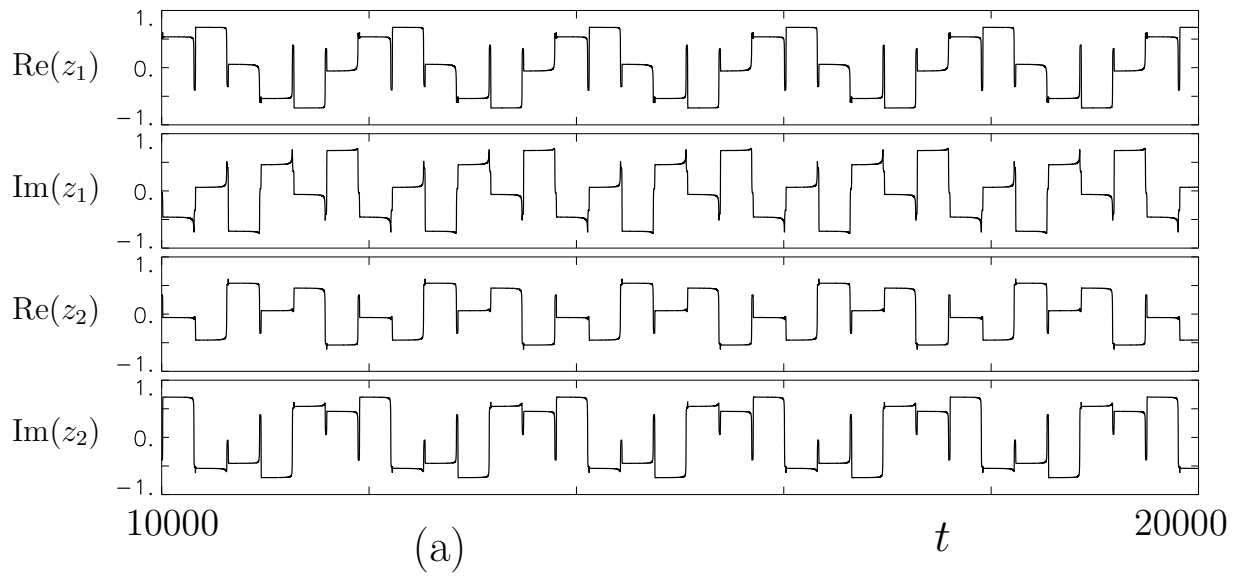 1.
Re(z₁) 0.
−1.
1.
Im(z₁) 0.
−1.
1.
Re(z₂) 0.
−1.
1.
Im(z₂) 0.
−1.
10000 (a) t 20000